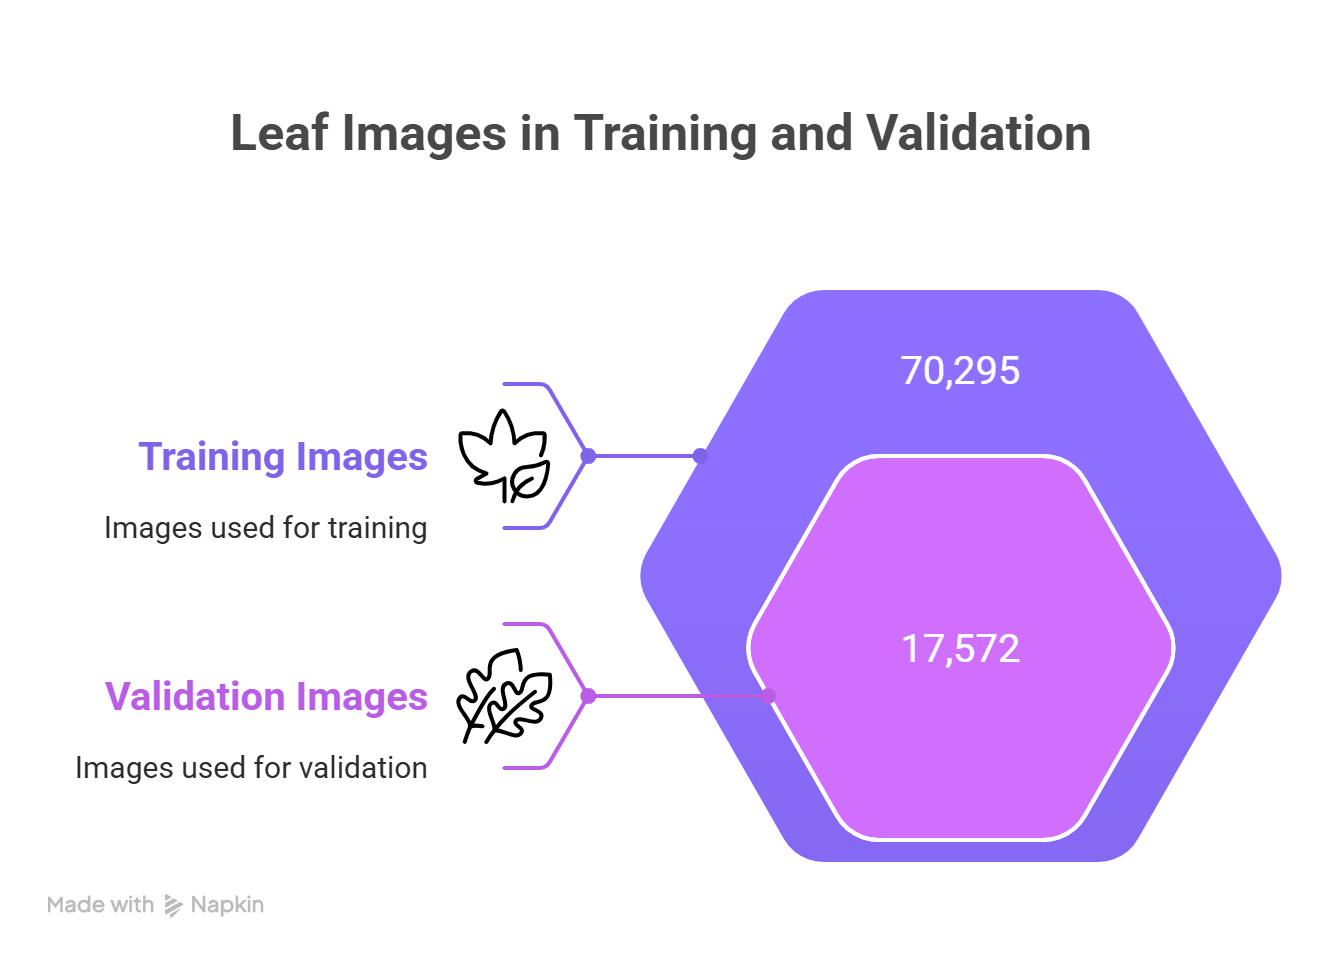 Leaf Images in Training and Validation
70,295
Training Images
Images used for training
17,572
Validation Images
Images used for validation
Made with Napkin